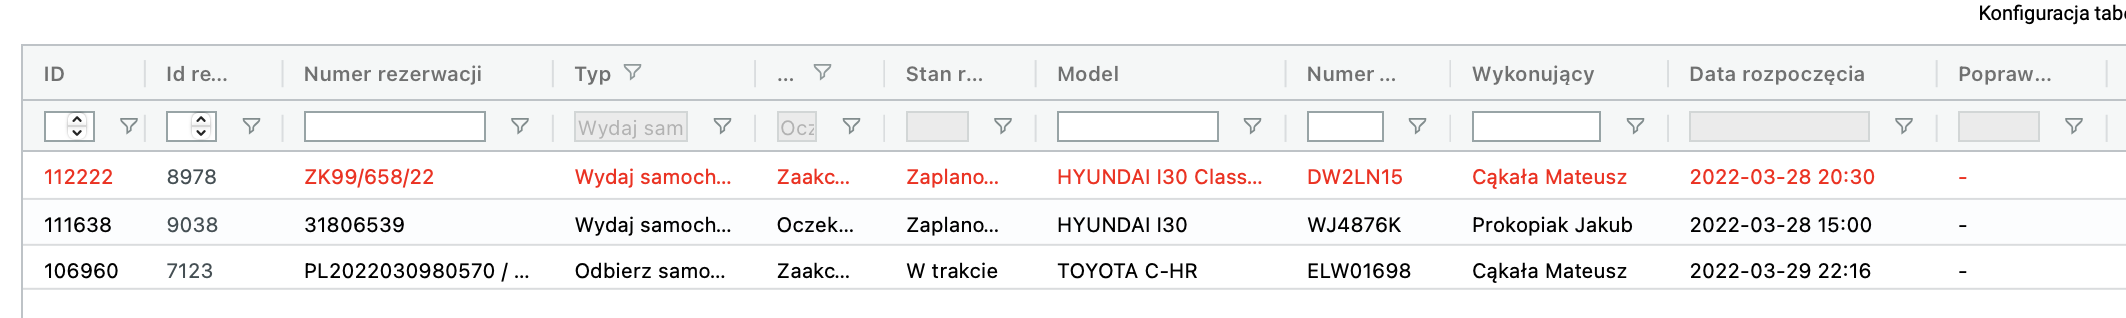 Konfiguracja tab
ID Id re... Numer rezerwacji Typ ... Stan r... Model Numer ... Wykonujący Data rozpoczęcia Popraw...
Wydaj sam Ocz
112222 8978 ZK99/658/22 Wydaj samoch... Zaakc... Zaplano... HYUNDAI I30 Class... DW2LN15 Cąkała Mateusz 2022-03-28 20:30 -
111638 9038 31806539 Wydaj samoch... Oczek... Zaplano... HYUNDAI I30 WJ4876K Prokopiak Jakub 2022-03-28 15:00 -
106960 7123 PL2022030980570 / ... Odbierz samo... Zaakc... W trakcie TOYOTA C-HR ELW01698 Cąkała Mateusz 2022-03-29 22:16 -